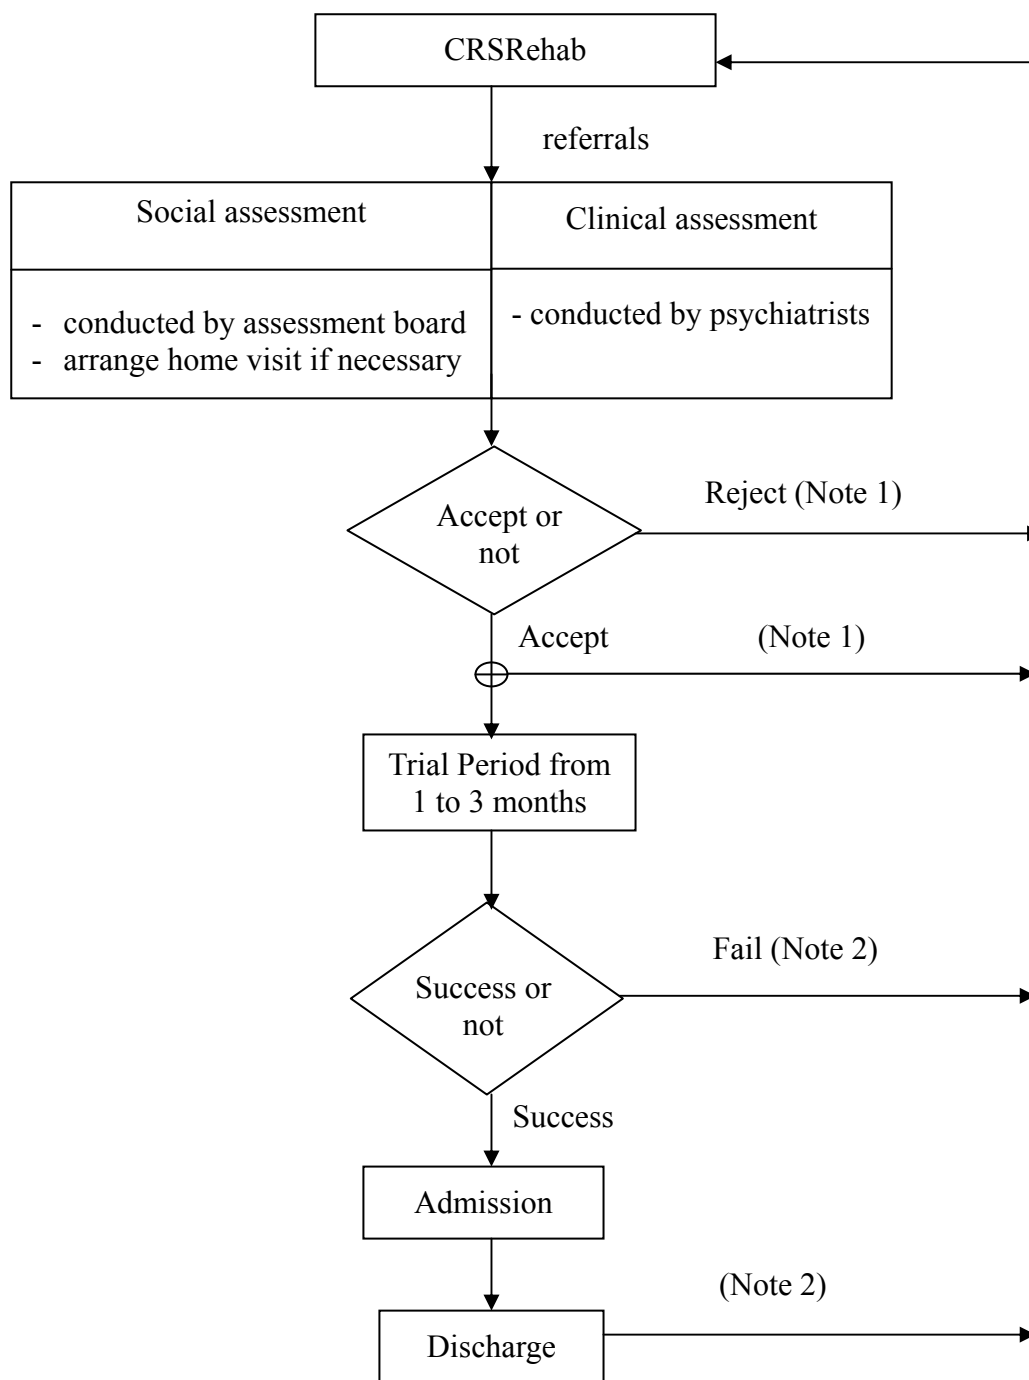 CRSRehab
referrals
Social assessment
Clinical assessment
- conducted by assessment board
- arrange home visit if necessary
- conducted by psychiatrists
Accept or
not
Reject (Note 1)
Accept
(Note 1)
Trial Period from
1 to 3 months
Success or
not
Fail (Note 2)
Success
Admission
(Note 2)
Discharge